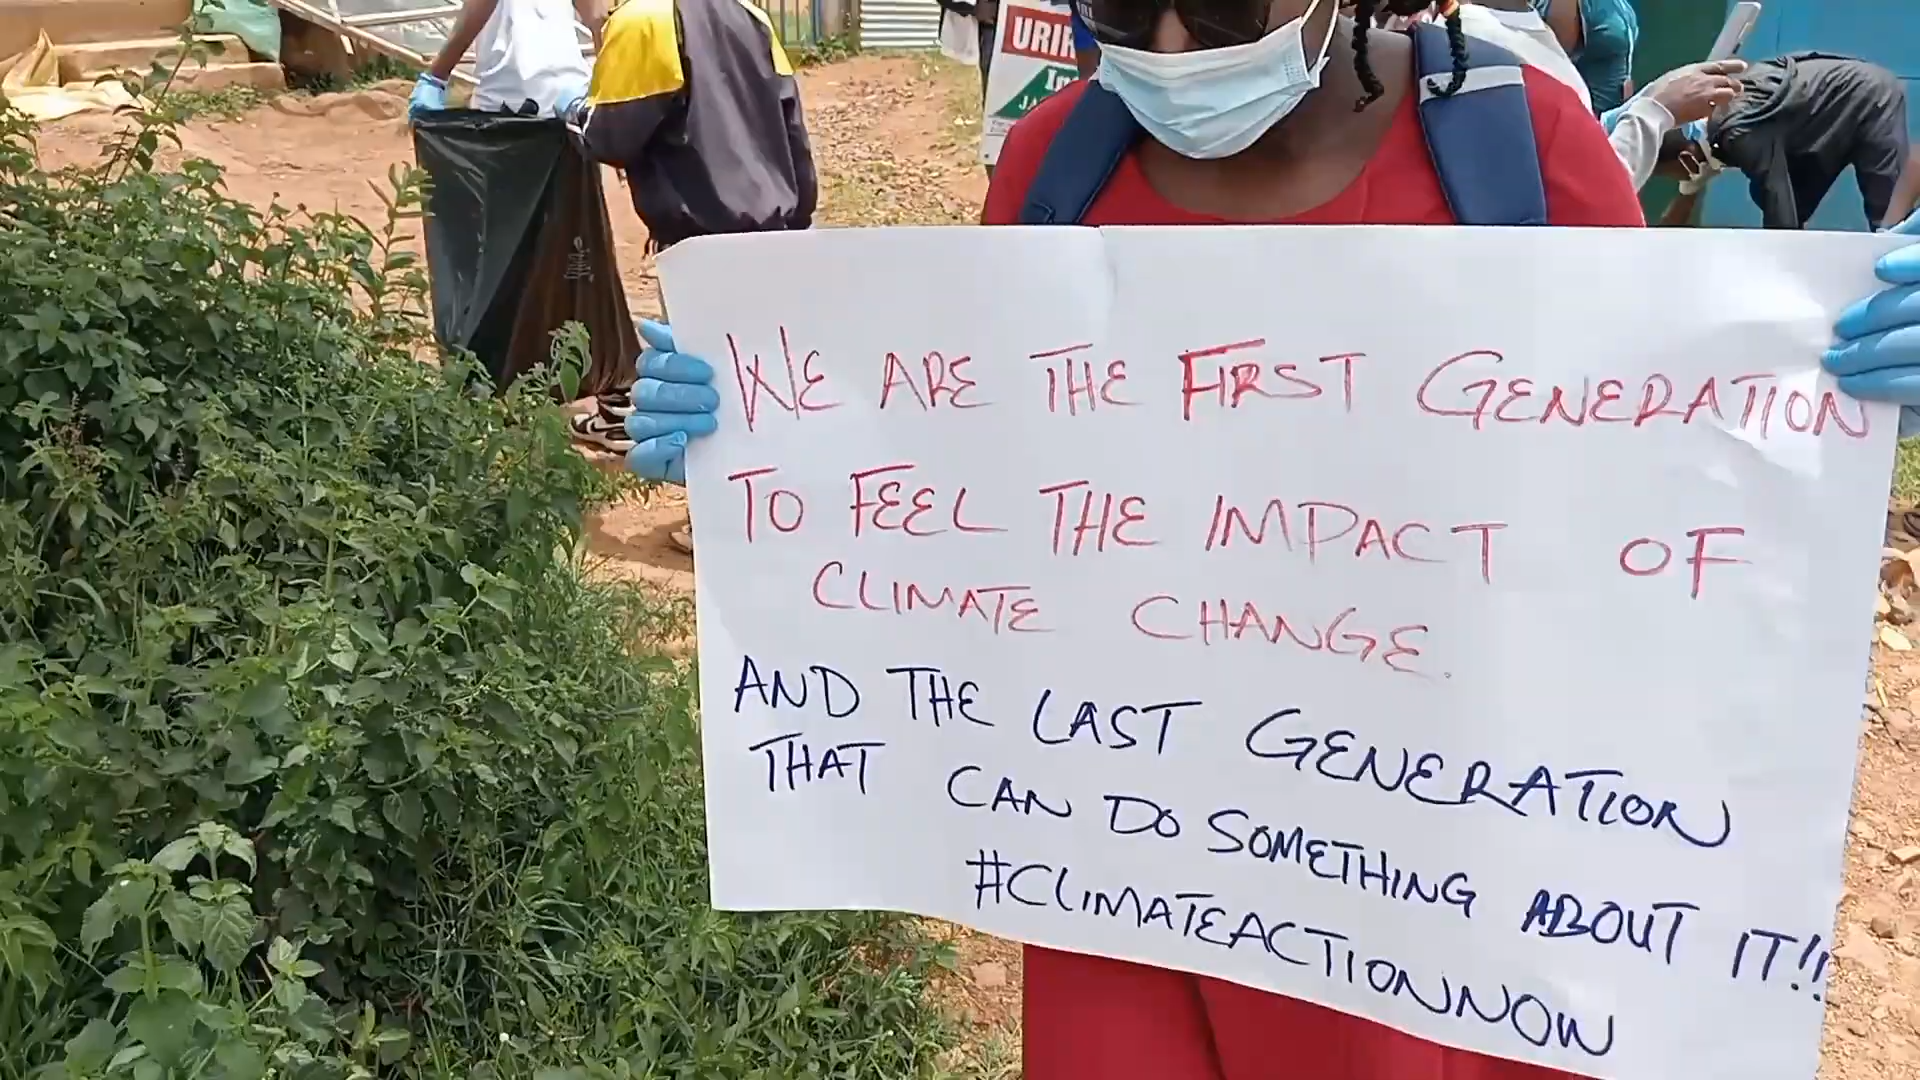 WE ARE THE FIRST GENERATION
TO FEEL THE IMPACT OF
CLIMATE CHANGE.
AND THE LAST GENERATION
THAT CAN DO SOMETHING ABOUT IT!!
#CLIMATEACTIONNOW